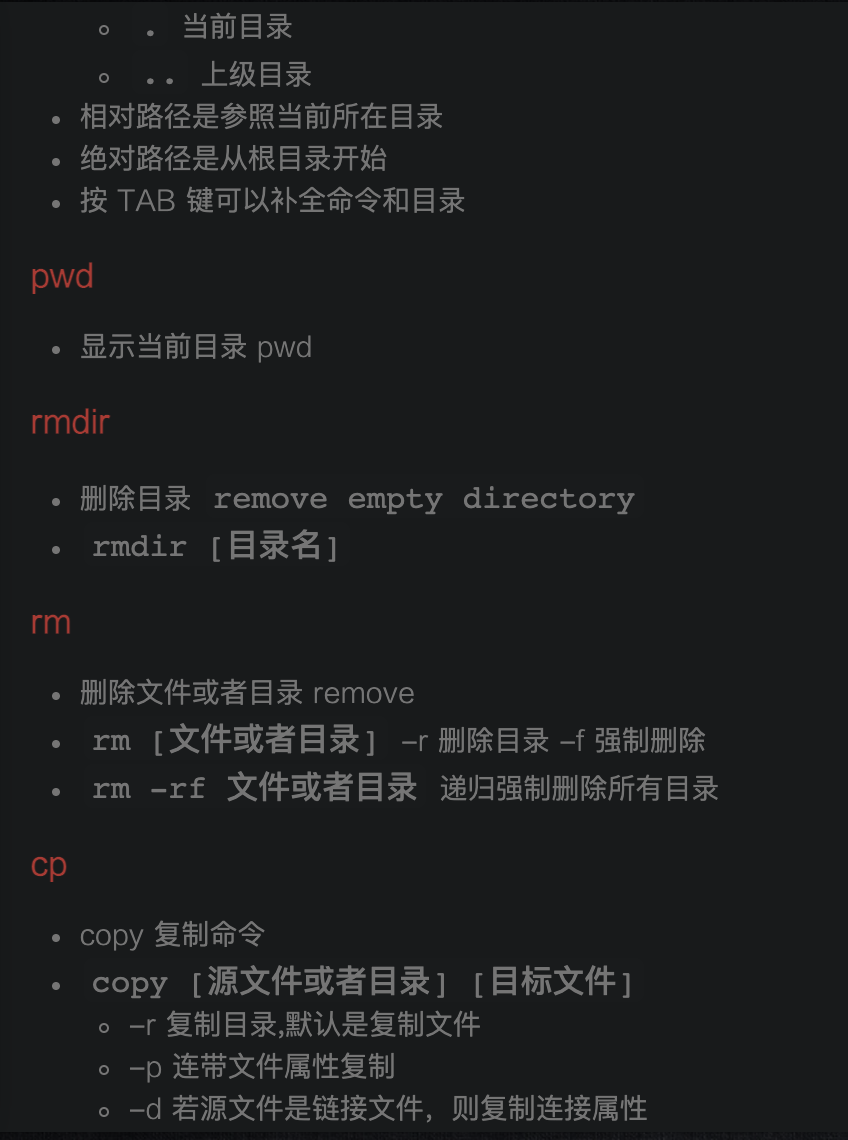 . 当前目录
.. 上级目录
相对路径是参照当前所在目录
绝对路径是从根目录开始
按 TAB 键可以补全命令和目录
pwd
显示当前目录 pwd
rmdir
删除目录 remove empty directory
rmdir [目录名]
rm
删除文件或者目录 remove
rm [文件或者目录] -r 删除目录 -f 强制删除
rm -rf 文件或者目录 递归强制删除所有目录
cp
copy 复制命令
copy [源文件或者目录] [目标文件]
-r 复制目录,默认是复制文件
-p 连带文件属性复制
-d 若源文件是链接文件，则复制连接属性